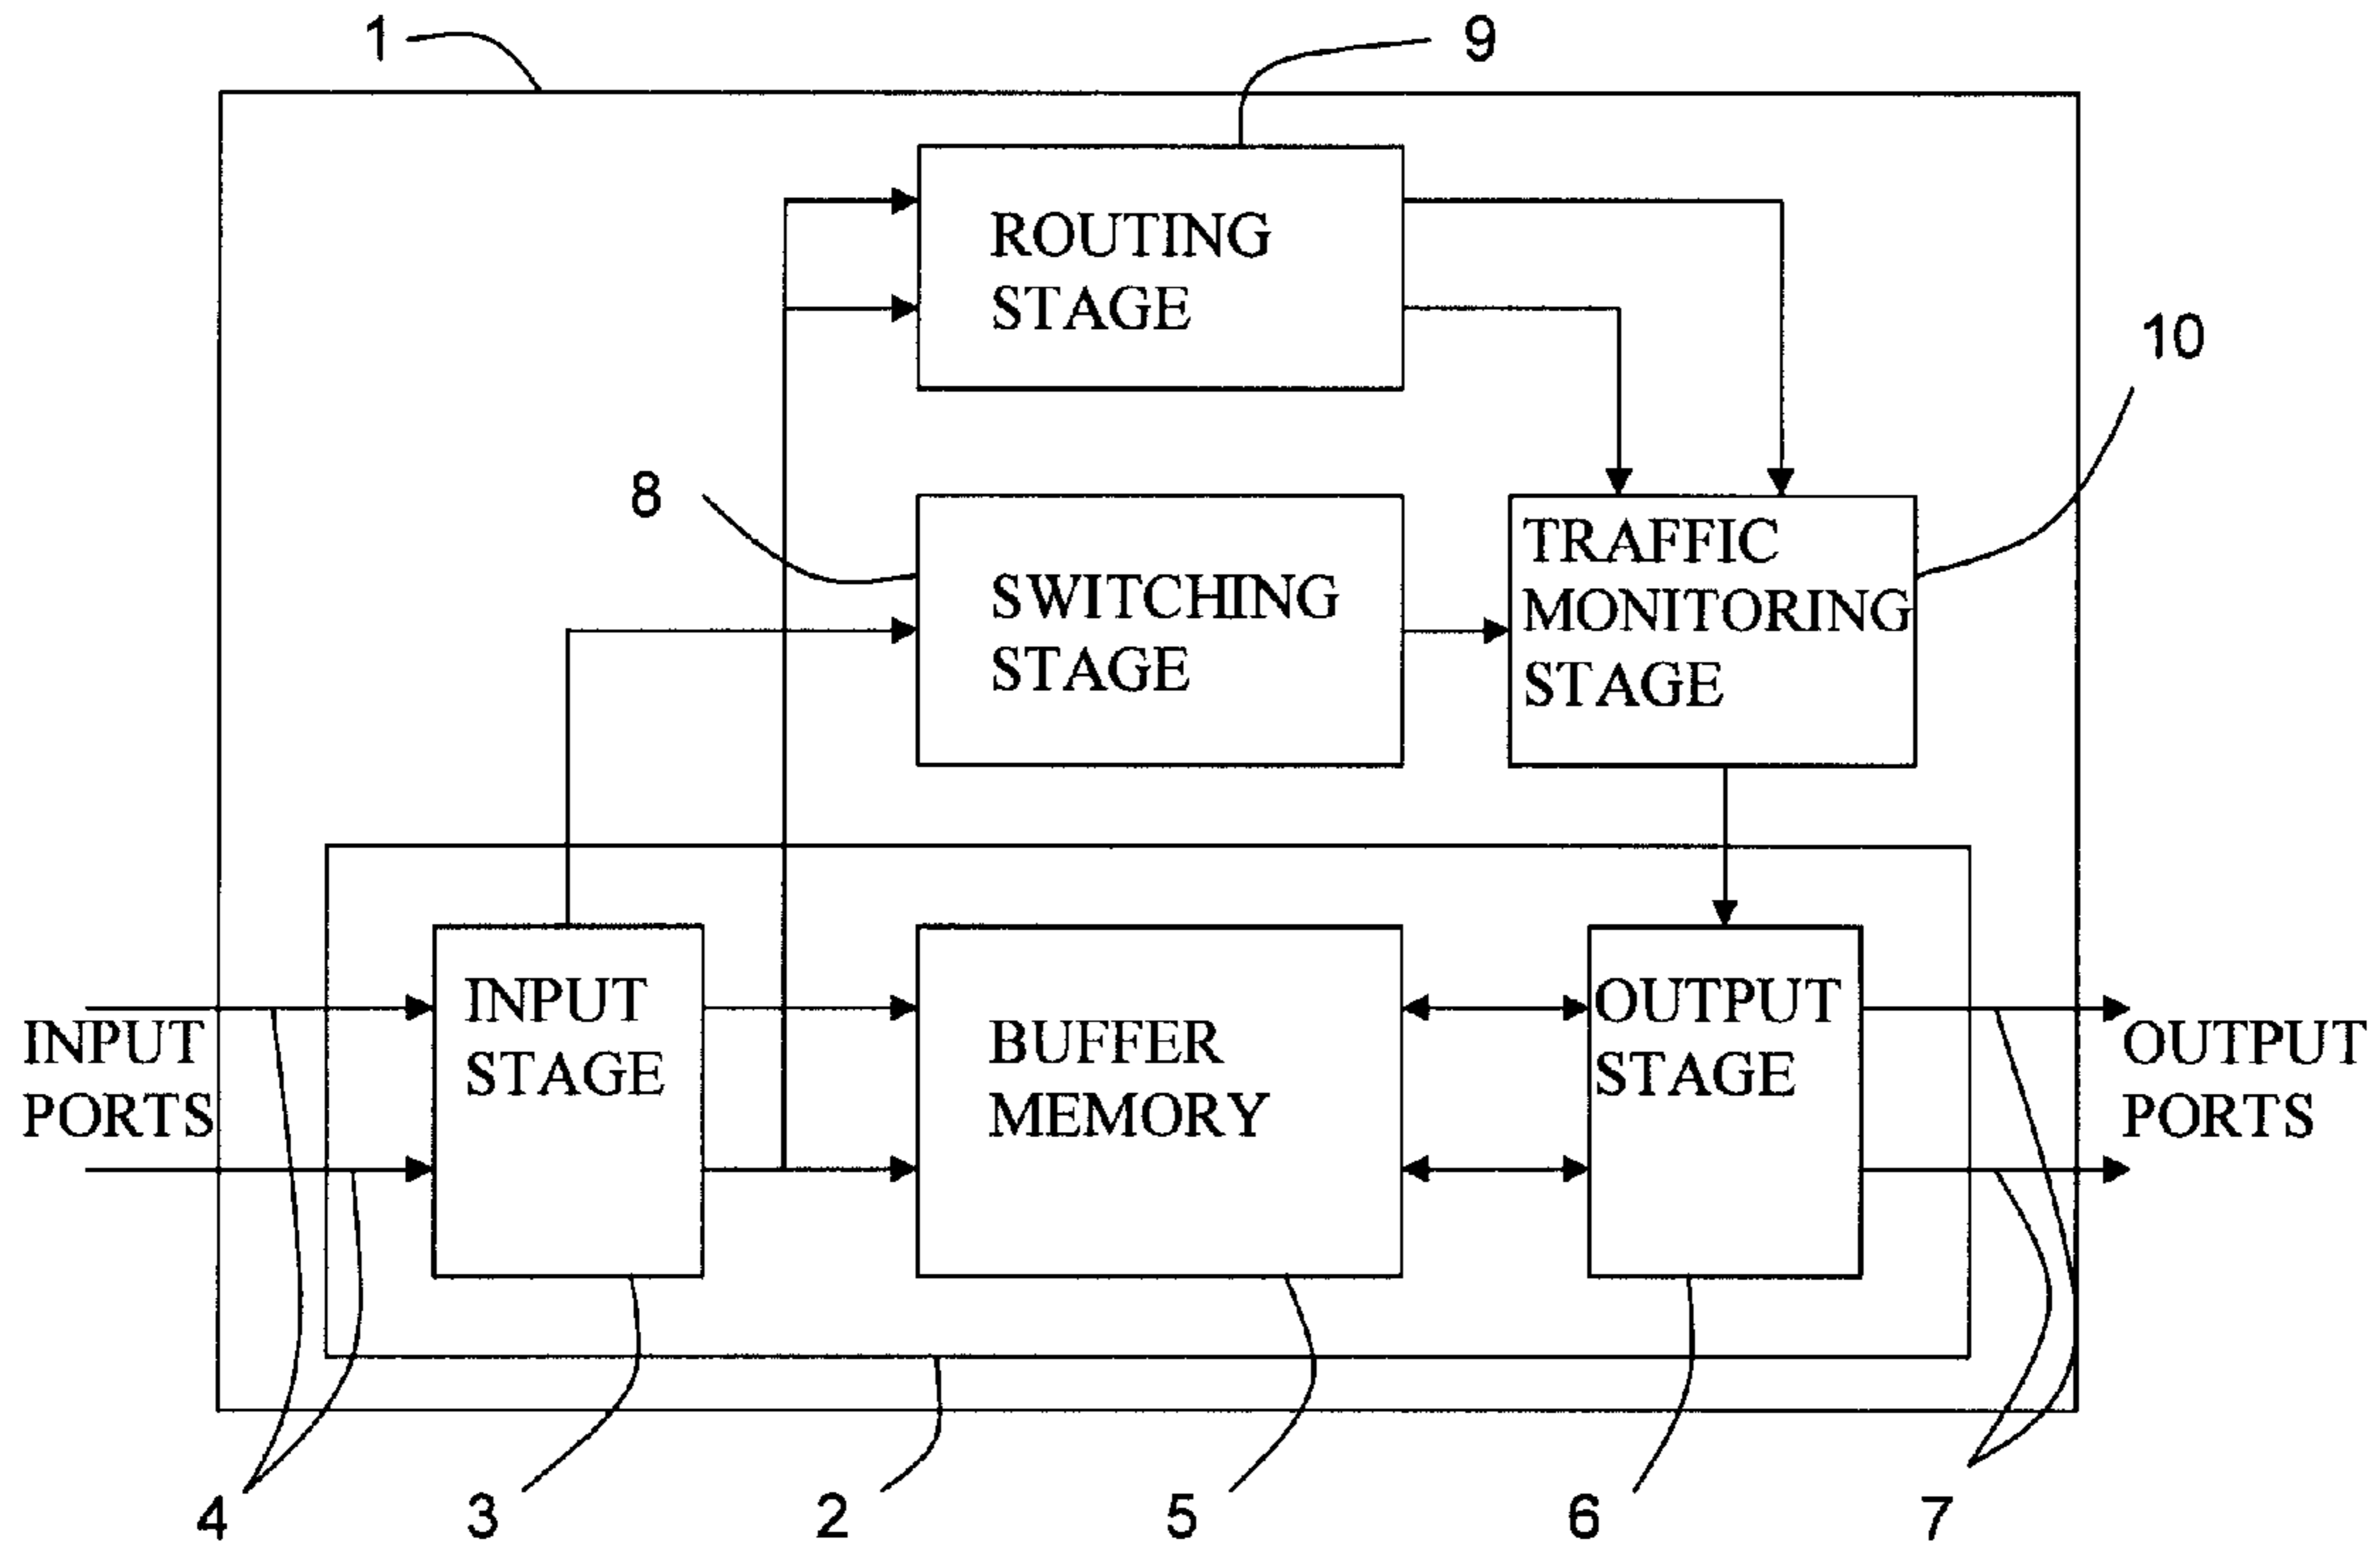 1
9
ROUTING
STAGE
10
8
SWITCHING
STAGE
TRAFFIC
MONITORING
STAGE
INPUT
PORTS
INPUT
STAGE
BUFFER
MEMORY
OUTPUT
STAGE
OUTPUT
PORTS
4
3
2
5
6
7